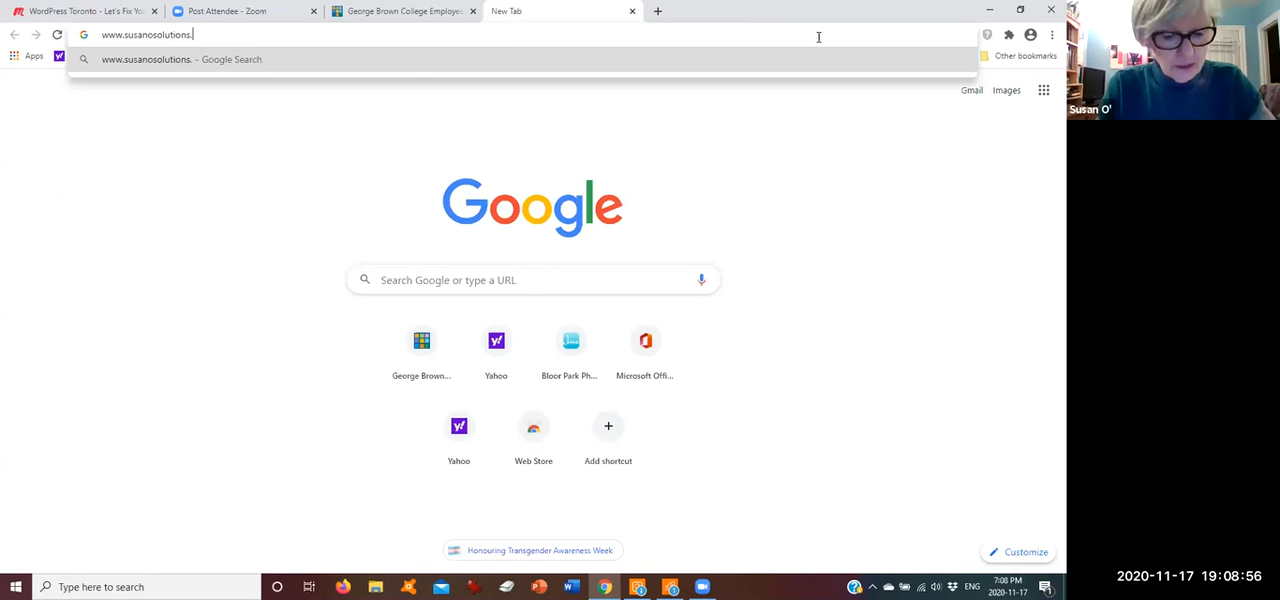 WordPress Toronto - Let's Fix Yo
Post Attendee - Zoom
George Brown College Employe
New Tab
www.susanosolutions.
Apps
www.susanosolutions. - Google Search
Other bookmarks
Gmail
Images
Susan O'
Google
Search Google or type a URL
George Brown...
Yahoo
Bloor Park Ph...
Microsoft Offi...
Yahoo
Web Store
Add shortcut
Honouring Transgender Awareness Week
Customize
Type here to search
ENG
7:08 PM
2020-11-17
2020-11-17 19:08:56